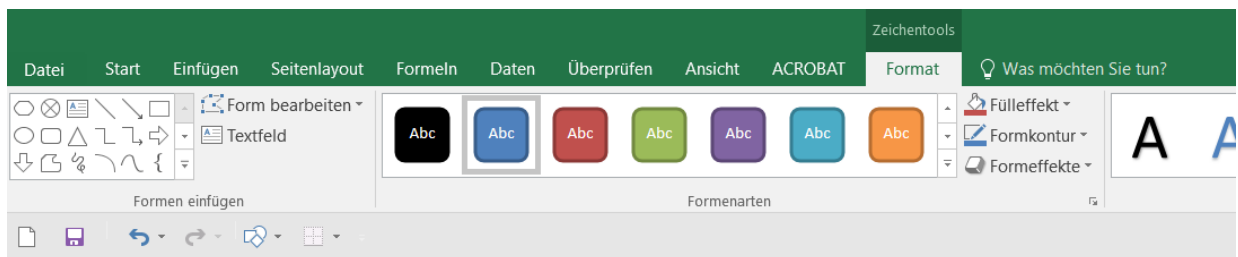 Zeichentools
Datei Start Einfügen Seitenlayout Formeln Daten Überprüfen Ansicht ACROBAT Format Was möchten Sie tun?
Form bearbeiten
Textfeld
Formen einfügen
Abc Abc Abc Abc Abc Abc Abc
Fülleffekt
Formkontur
Formeffekte
Formenarten
A A